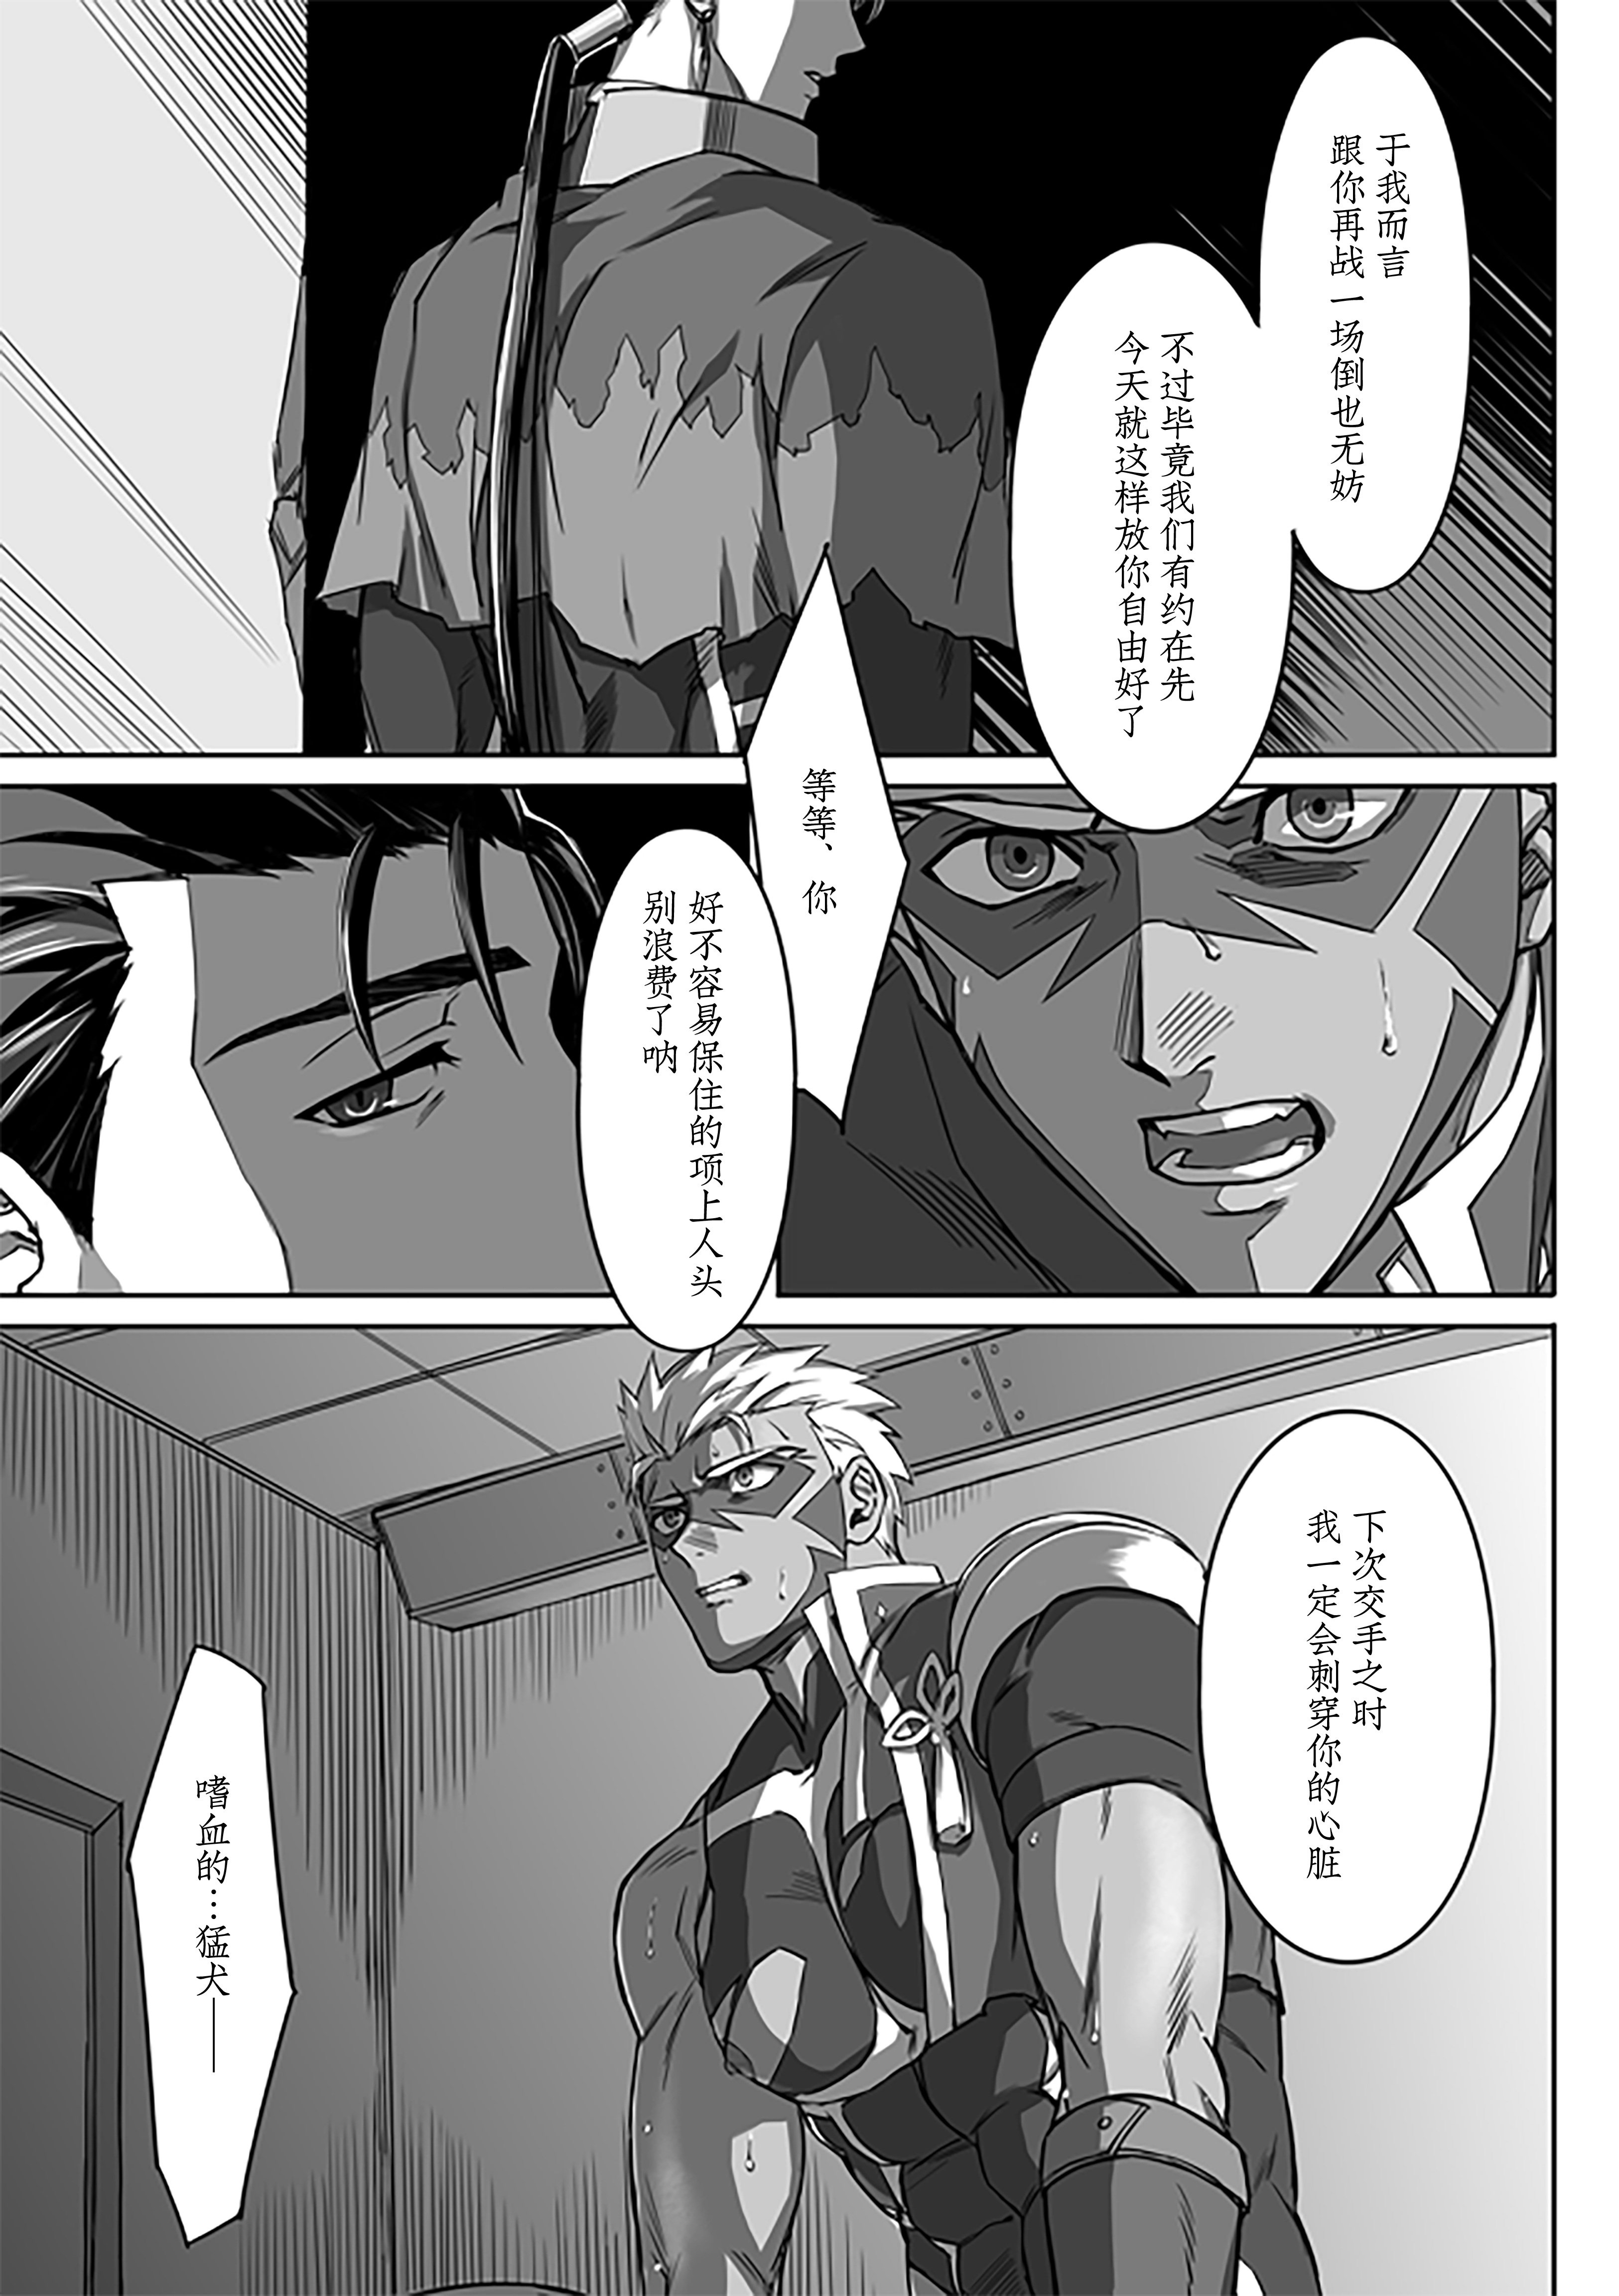 于我而言
跟你再战一场倒也无妨
不过毕竟我们有约在先
今天就这样放你自由好了
等等、你
好不容易保住的项上人头
别浪费了呐
下次交手之时
我一定会刺穿你的心脏
嗜血的…猛犬——